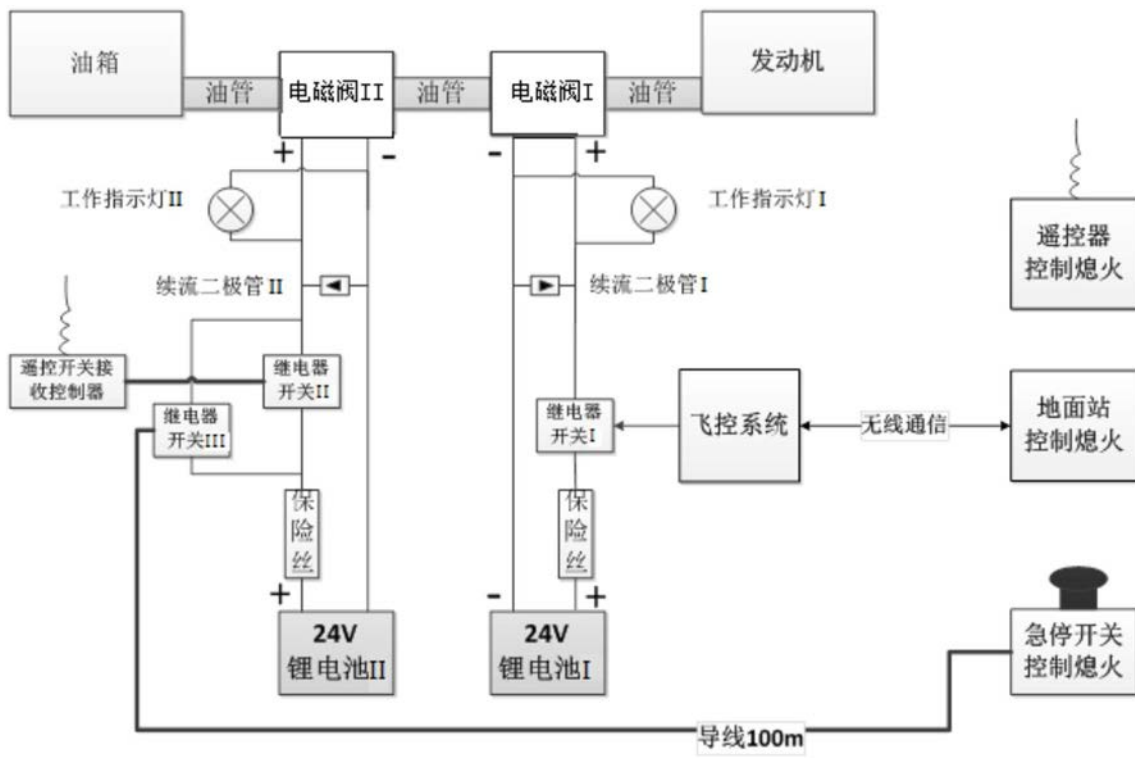 油箱
油管
电磁阀II
油管
电磁阀I
油管
发动机
+
-
-
+
工作指示灯II
工作指示灯I
遥控器
控制熄火
续流二极管II
续流二极管I
遥控开关接
收控制器
继电器
开关II
继电器
开关III
继电器
开关I
飞控系统
无线通信
地面站
控制熄火
保
险
丝
保
险
丝
+
-
+
24V
锂电池II
24V
锂电池I
急停开关
控制熄火
导线100m